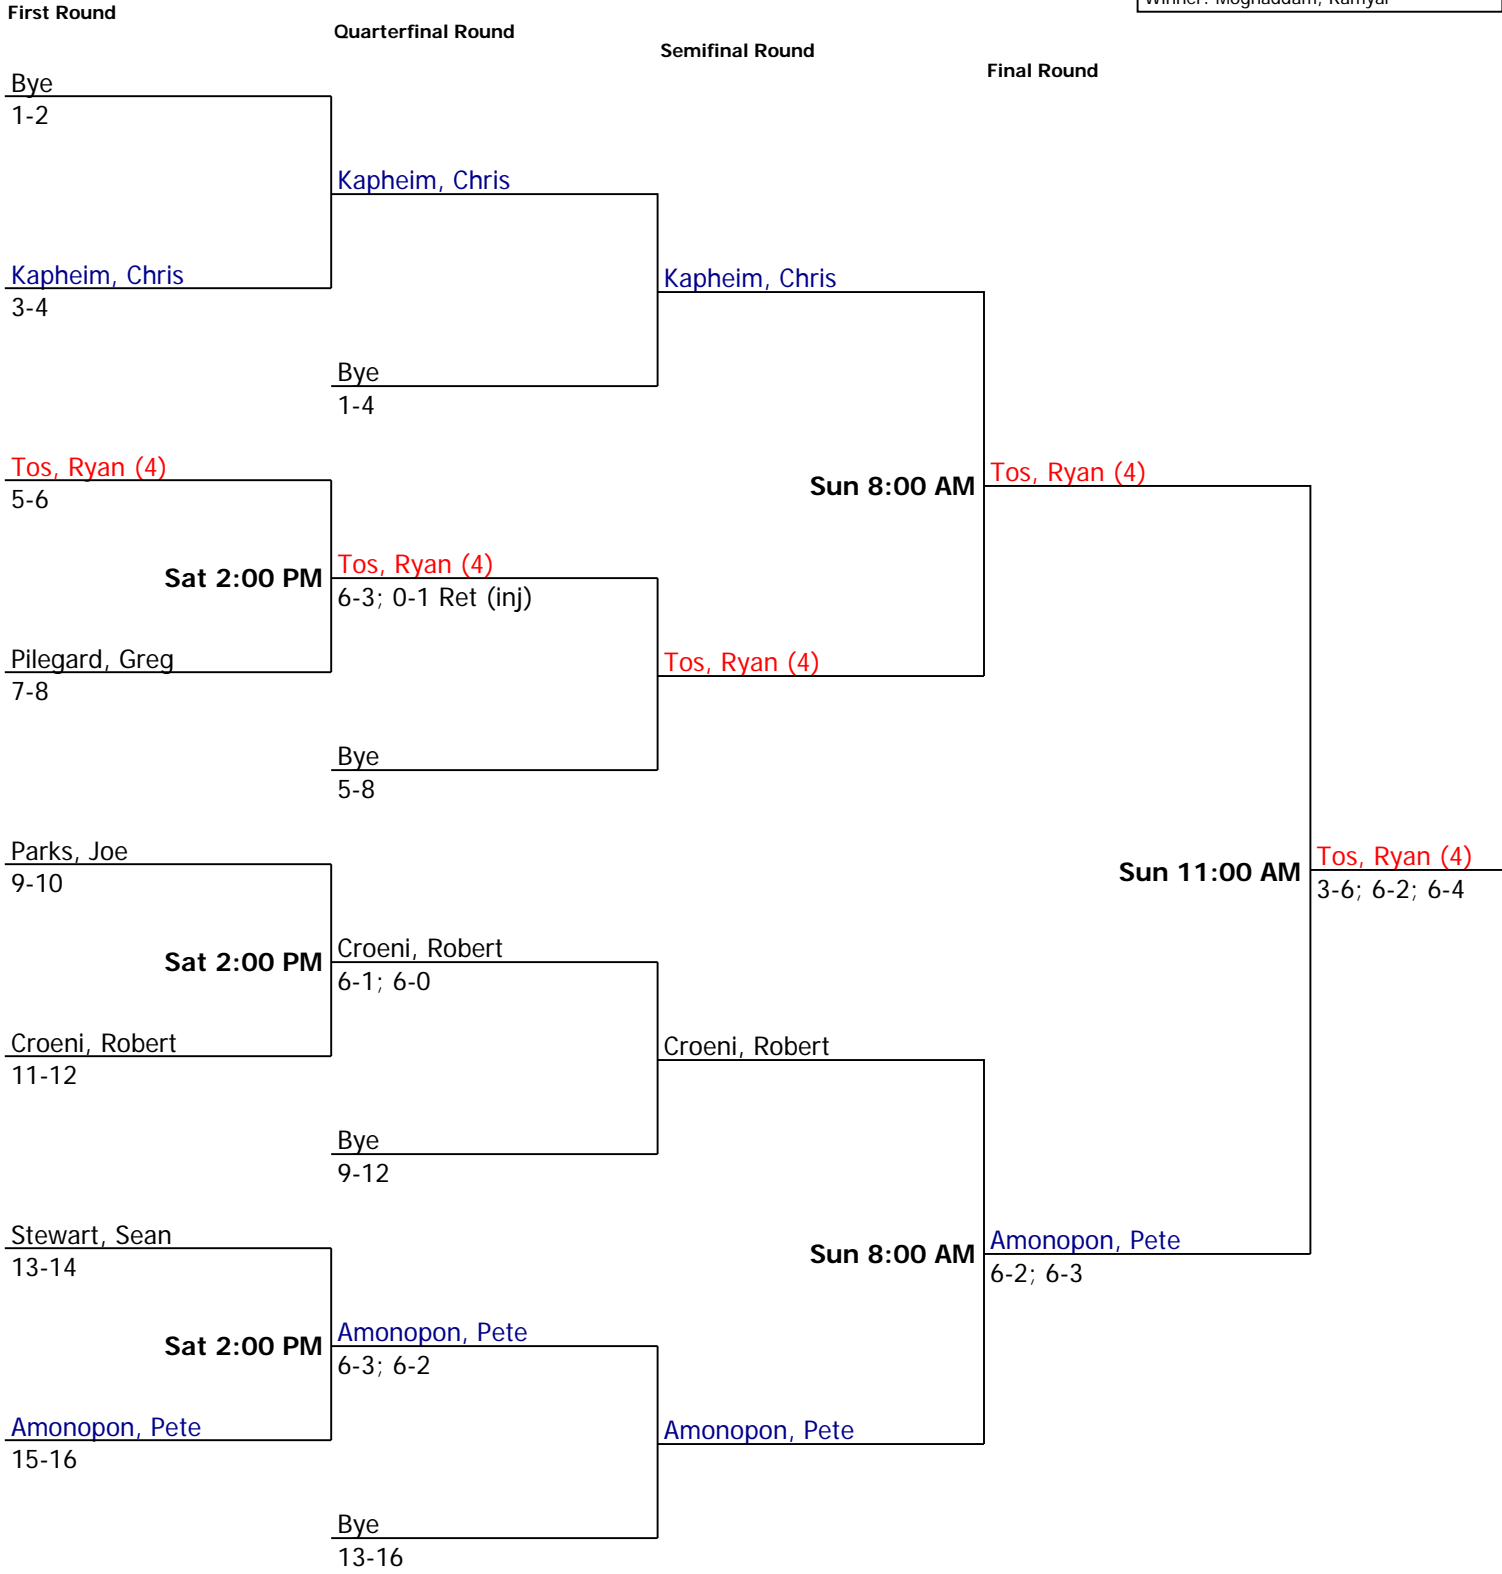 Winner: Moghaddam, Kamyar
First Round
Quarterfinal Round
Semifinal Round
Final Round
Bye
1-2
Kapheim, Chris
Kapheim, Chris
3-4
Kapheim, Chris
Bye
1-4
Tos, Ryan (4)
5-6
Sun 8:00 AM
Tos, Ryan (4)
Sat 2:00 PM
Tos, Ryan (4)
6-3; 0-1 Ret (inj)
Pilegard, Greg
7-8
Tos, Ryan (4)
Bye
5-8
Parks, Joe
9-10
Sun 11:00 AM
Tos, Ryan (4)
3-6; 6-2; 6-4
Sat 2:00 PM
Croeni, Robert
6-1; 6-0
Croeni, Robert
11-12
Croeni, Robert
Bye
9-12
Stewart, Sean
13-14
Sun 8:00 AM
Amonopon, Pete
6-2; 6-3
Sat 2:00 PM
Amonopon, Pete
6-3; 6-2
Amonopon, Pete
15-16
Amonopon, Pete
Bye
13-16